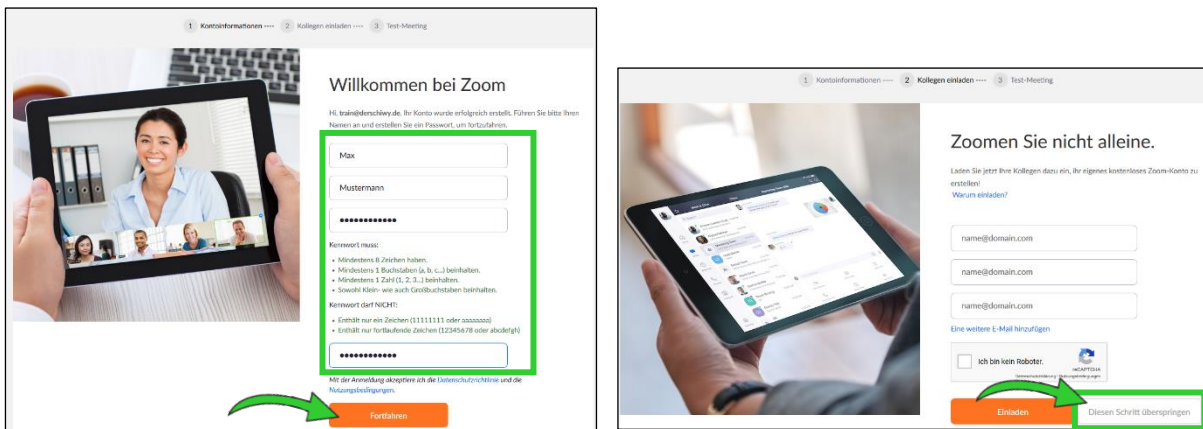 1 Kontoinformationen ---- 2 Kollegen einladen ---- 3 Test-Meeting
Willkommen bei Zoom
Hi, train@derschiwy.de. Ihr Konto wurde erfolgreich erstellt. Führen Sie bitte Ihren
Namen an und erstellen Sie ein Passwort, um fortzufahren.
Max
Mustermann
••••••••••••
Kennwort muss:
• Mindestens 8 Zeichen haben.
• Mindestens 1 Buchstaben (a, b, c...) beinhalten.
• Mindestens 1 Zahl (1, 2, 3...) beinhalten.
• Sowohl Klein- wie auch Großbuchstaben beinhalten.
Kennwort darf NICHT:
• Enthält nur ein Zeichen (11111111 oder aaaaaaaa)
• Enthält nur fortlaufende Zeichen (12345678 oder abcdefgh)
••••••••••••
Mit der Anmeldung akzeptiere ich die Datenschutzrichtlinie und die
Nutzungsbedingungen.
Fortfahren
1 Kontoinformationen ---- 2 Kollegen einladen ---- 3 Test-Meeting
Zoomen Sie nicht alleine.
Laden Sie jetzt Ihre Kollegen dazu ein, ihr eigenes kostenloses Zoom-Konto zu
erstellen!
Warum einladen?
name@domain.com
name@domain.com
name@domain.com
Eine weitere E-Mail hinzufügen
Ich bin kein Roboter.
reCAPTCHA
Einladen
Diesen Schritt überspringen